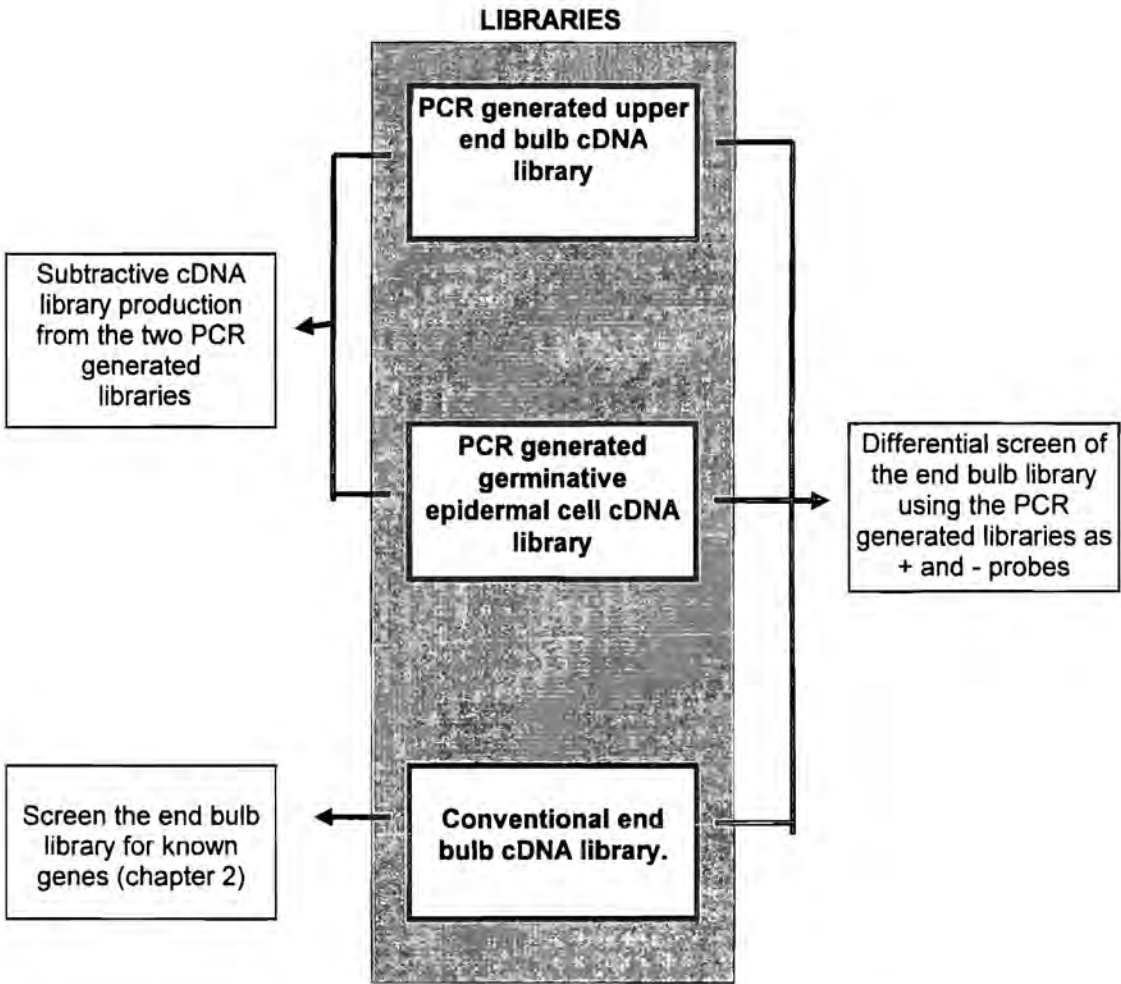 LIBRARIES
PCR generated upper
end bulb cDNA
library
Subtractive cDNA
library production
from the two PCR
generated
libraries
PCR generated
germinative
epidermal cell cDNA
library
Differential screen of
the end bulb library
using the PCR
generated libraries as
+ and - probes
Screen the end bulb
library for known
genes (chapter 2)
Conventional end
bulb cDNA library.